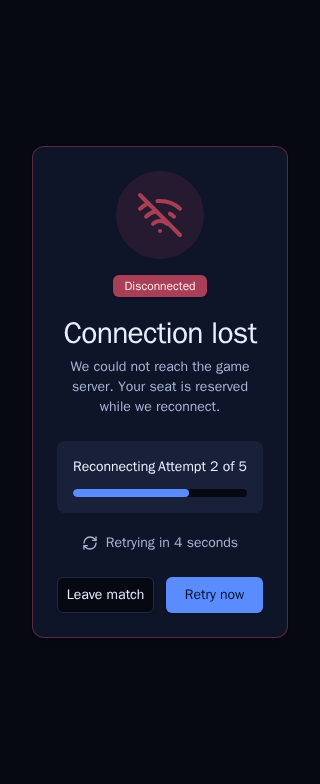 Disconnected
Connection lost
We could not reach the game
server. Your seat is reserved
while we reconnect.
Reconnecting Attempt 2 of 5
Retrying in 4 seconds
Leave match Retry now